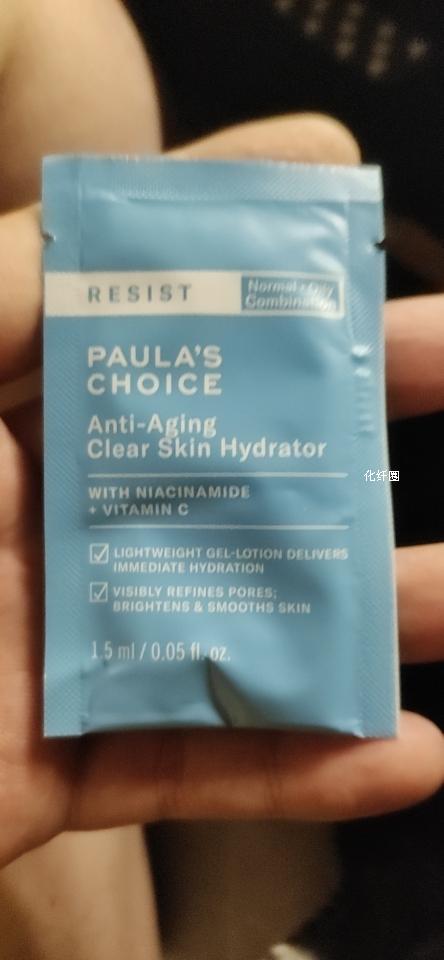 RESIST
Normal • Oily
Combination
PAULA'S
CHOICE
Anti-Aging
Clear Skin Hydrator
WITH NIACINAMIDE
+ VITAMIN C
LIGHTWEIGHT GEL-LOTION DELIVERS
IMMEDIATE HYDRATION
VISIBLY REFINES PORES;
BRIGHTENS & SMOOTHS SKIN
1.5 ml / 0.05 fl. oz.
化纤圈